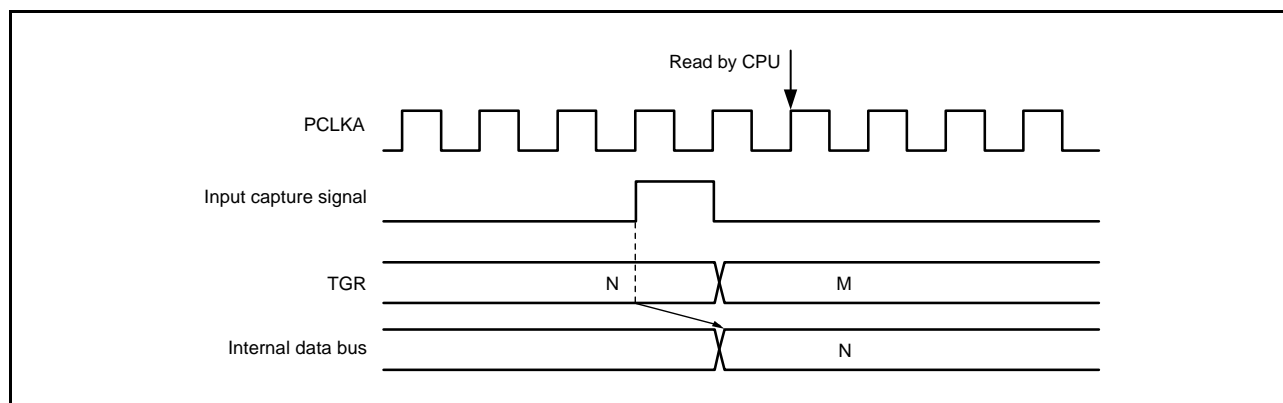 Read by CPU
PCLKA
Input capture signal
TGR
N
M
Internal data bus
N